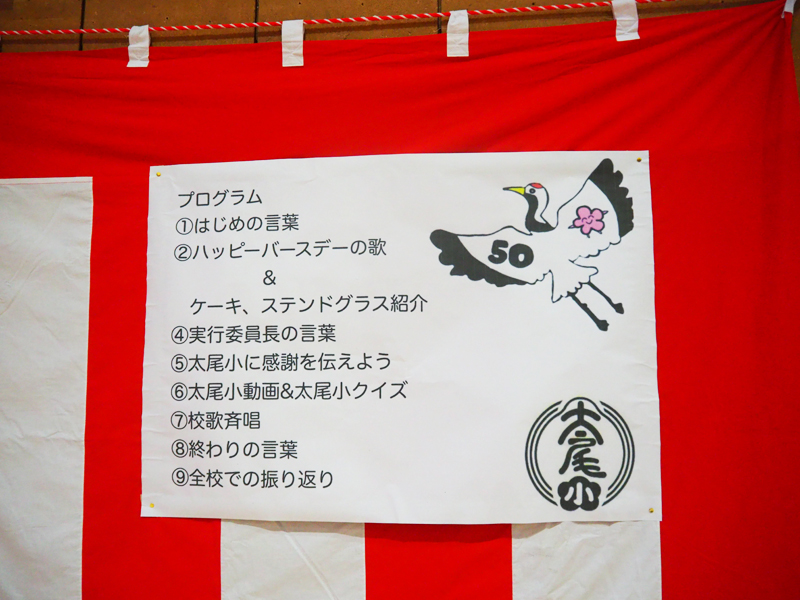 プログラム
①はじめの言葉
②ハッピーバースデーの歌
&
ケーキ、ステンドグラス紹介
④実行委員長の言葉
⑤太尾小に感謝を伝えよう
⑥太尾小動画&太尾小クイズ
⑦校歌斉唱
⑧終わりの言葉
⑨全校での振り返り
50
太尾小